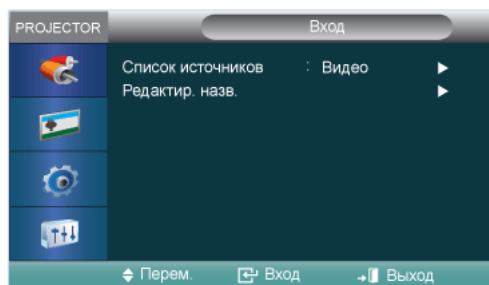 PROJECTOR Вход
Список источников : Видео ▶
Редактир. назв. ▶
Перем. Вход Выход